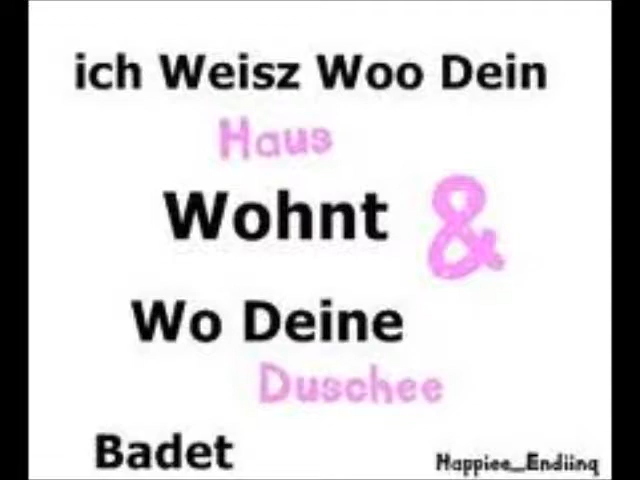 ich Weisz Woo Dein
Haus
Wohnt &
Wo Deine
Duschee
Badet
Happiee_Endiinq